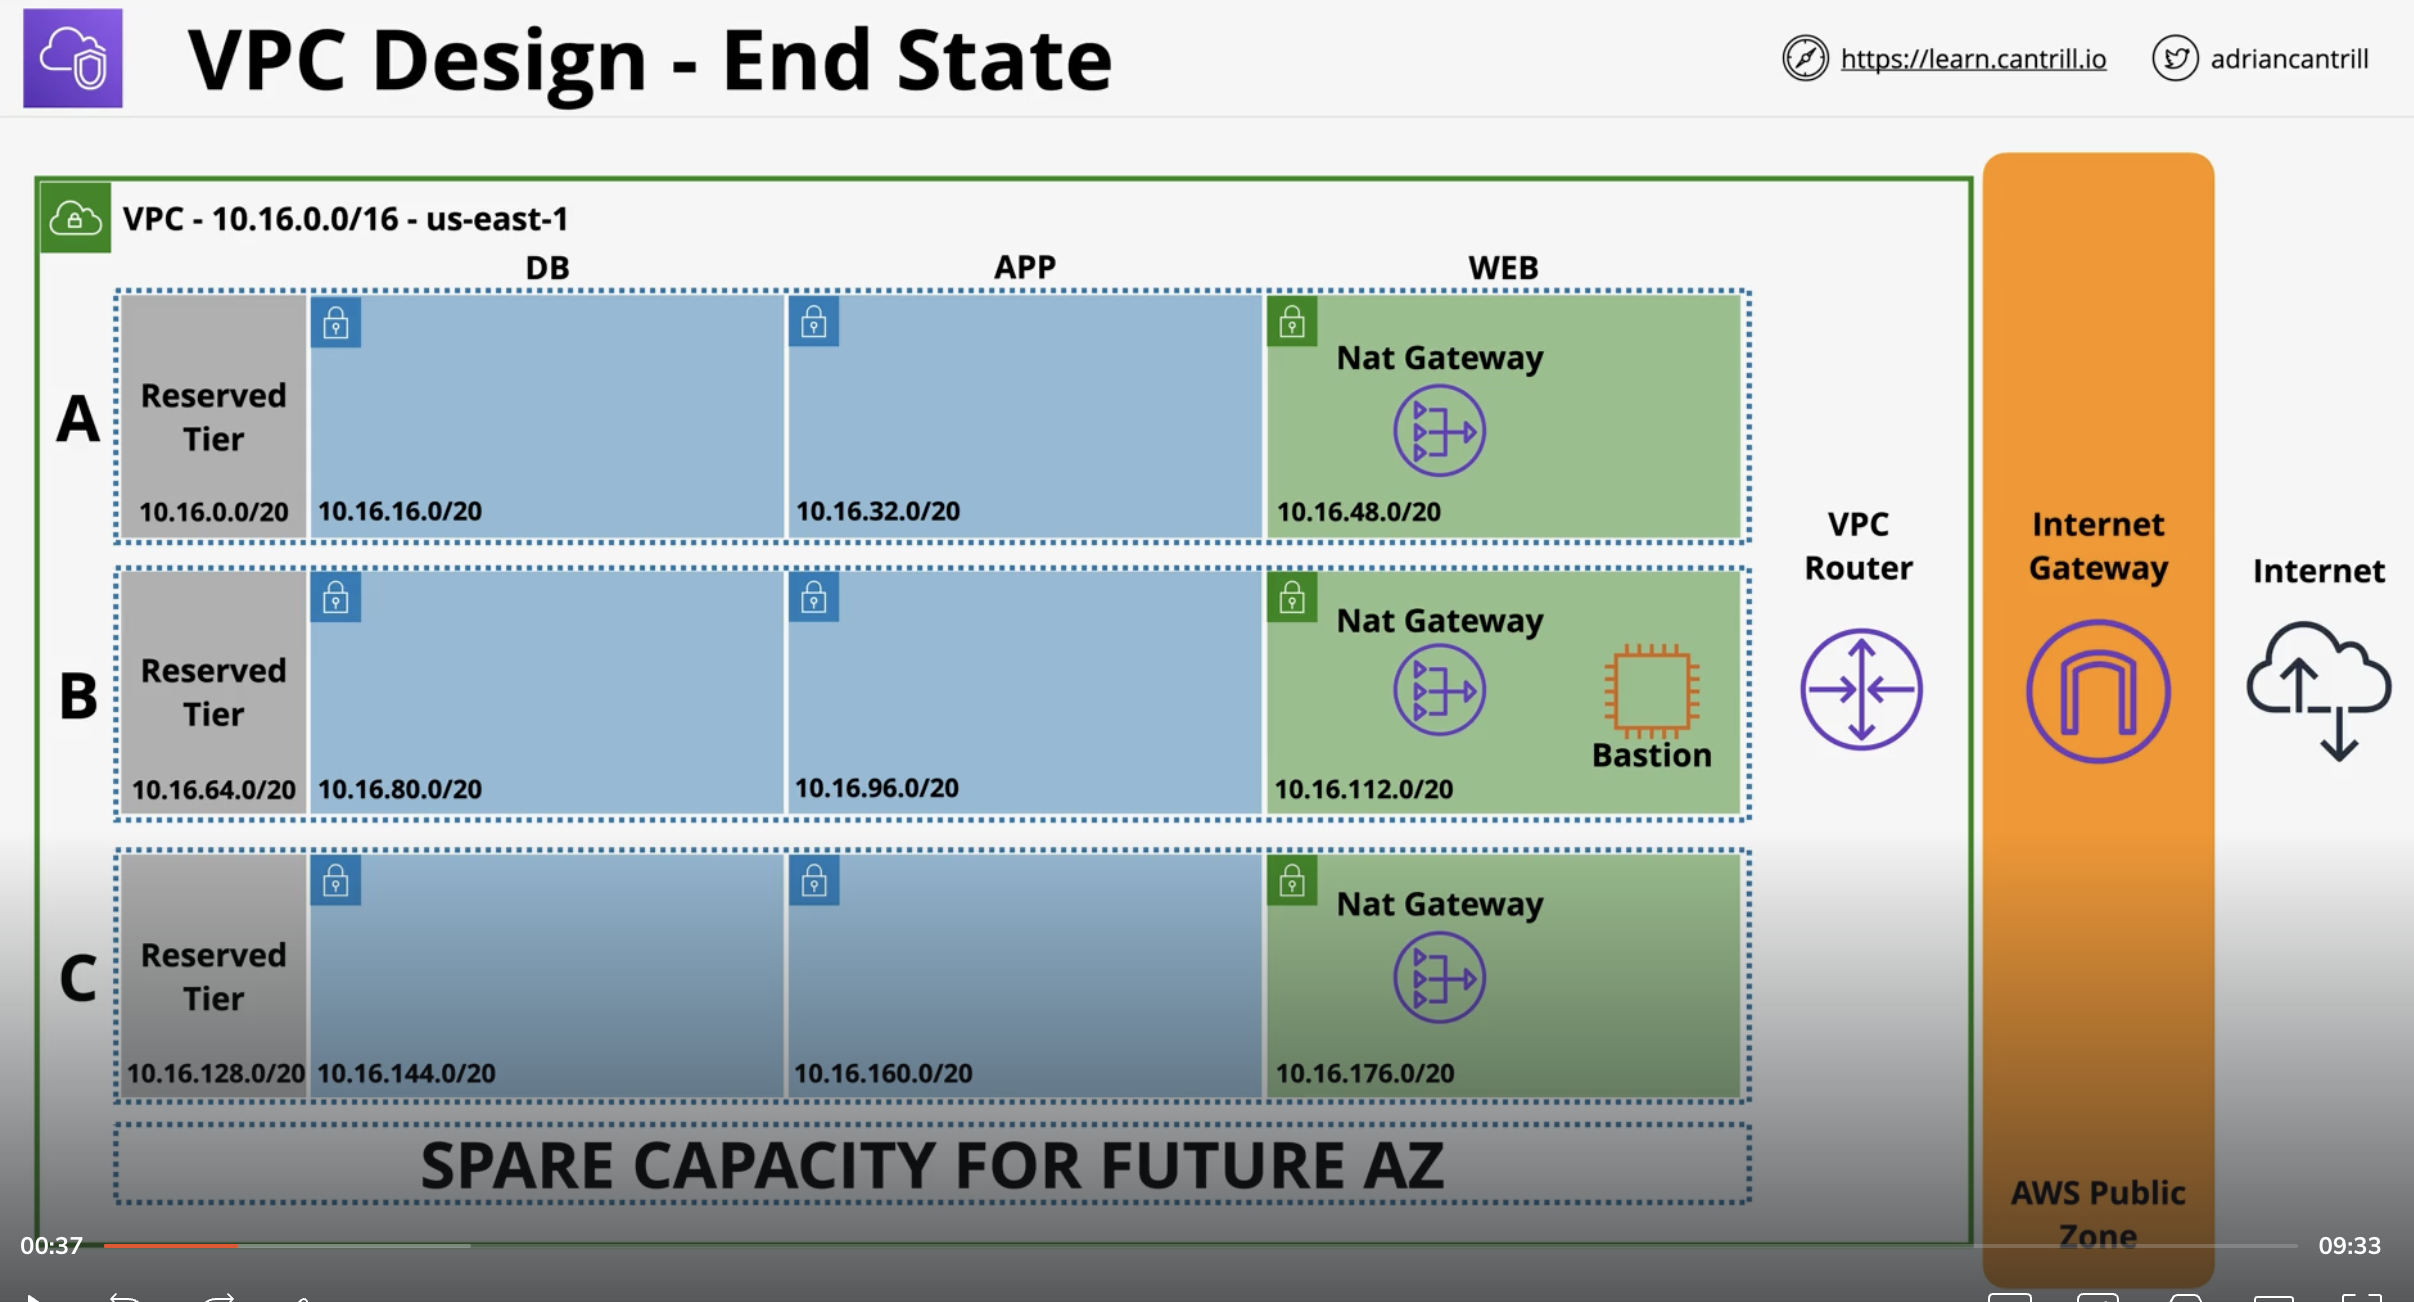 VPC Design - End State
https://learn.cantrill.io
adriancantrill
VPC - 10.16.0.0/16 - us-east-1
DB
APP
WEB
A
Reserved
Tier
10.16.0.0/20
10.16.16.0/20
10.16.32.0/20
Nat Gateway
10.16.48.0/20
B
Reserved
Tier
10.16.64.0/20
10.16.80.0/20
10.16.96.0/20
Nat Gateway
Bastion
10.16.112.0/20
C
Reserved
Tier
10.16.128.0/20
10.16.144.0/20
10.16.160.0/20
Nat Gateway
10.16.176.0/20
SPARE CAPACITY FOR FUTURE AZ
VPC
Router
Internet
Gateway
Internet
AWS Public
Zone
00:37
09:33